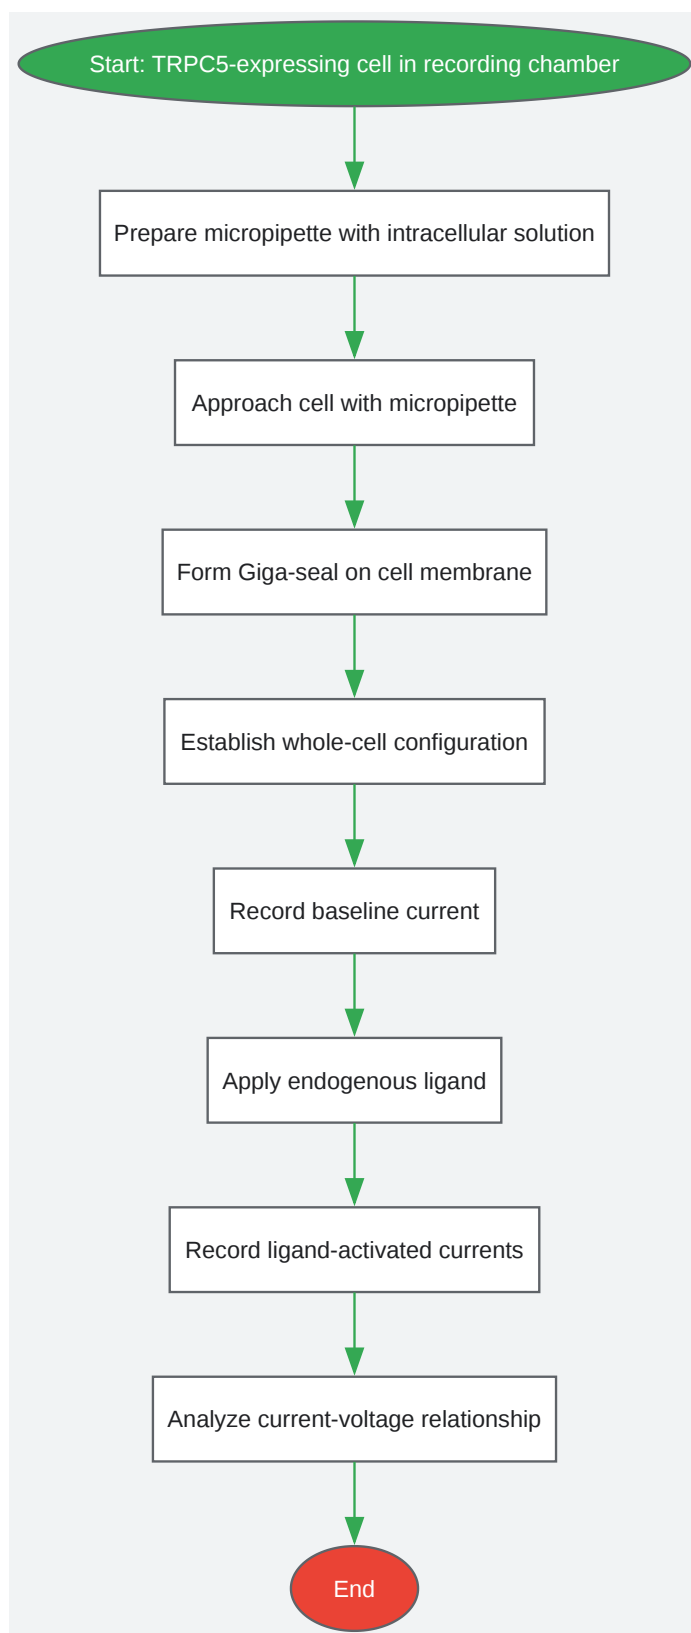 Start: TRPC5-expressing cell in recording chamber
Prepare micropipette with intracellular solution
Approach cell with micropipette
Form Giga-seal on cell membrane
Establish whole-cell configuration
Record baseline current
Apply endogenous ligand
Record ligand-activated currents
Analyze current-voltage relationship
End